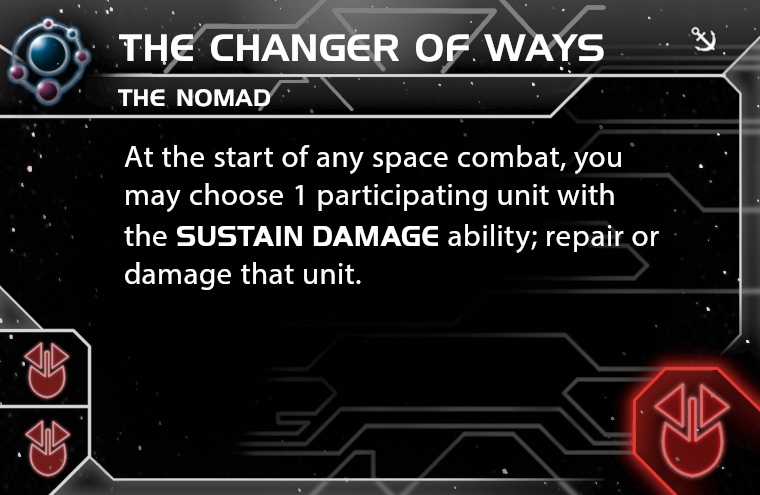 THE CHANGER OF WAYS
THE NOMAD
At the start of any space combat, you
may choose 1 participating unit with
the SUSTAIN DAMAGE ability; repair or
damage that unit.